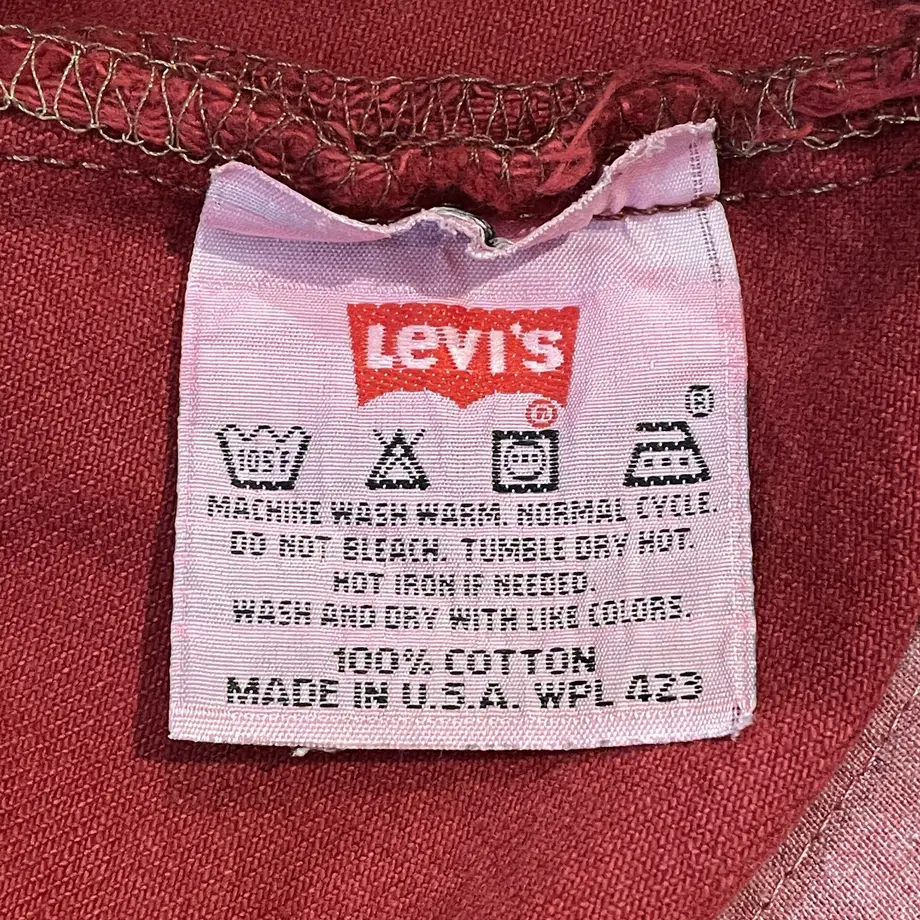 LEVI'S
®
®
105F
MACHINE WASH WARM. NORMAL CYCLE.
DO NOT BLEACH. TUMBLE DRY HOT.
HOT IRON IF NEEDED.
WASH AND DRY WITH LIKE COLORS.
100% COTTON
MADE IN U.S.A. WPL 423